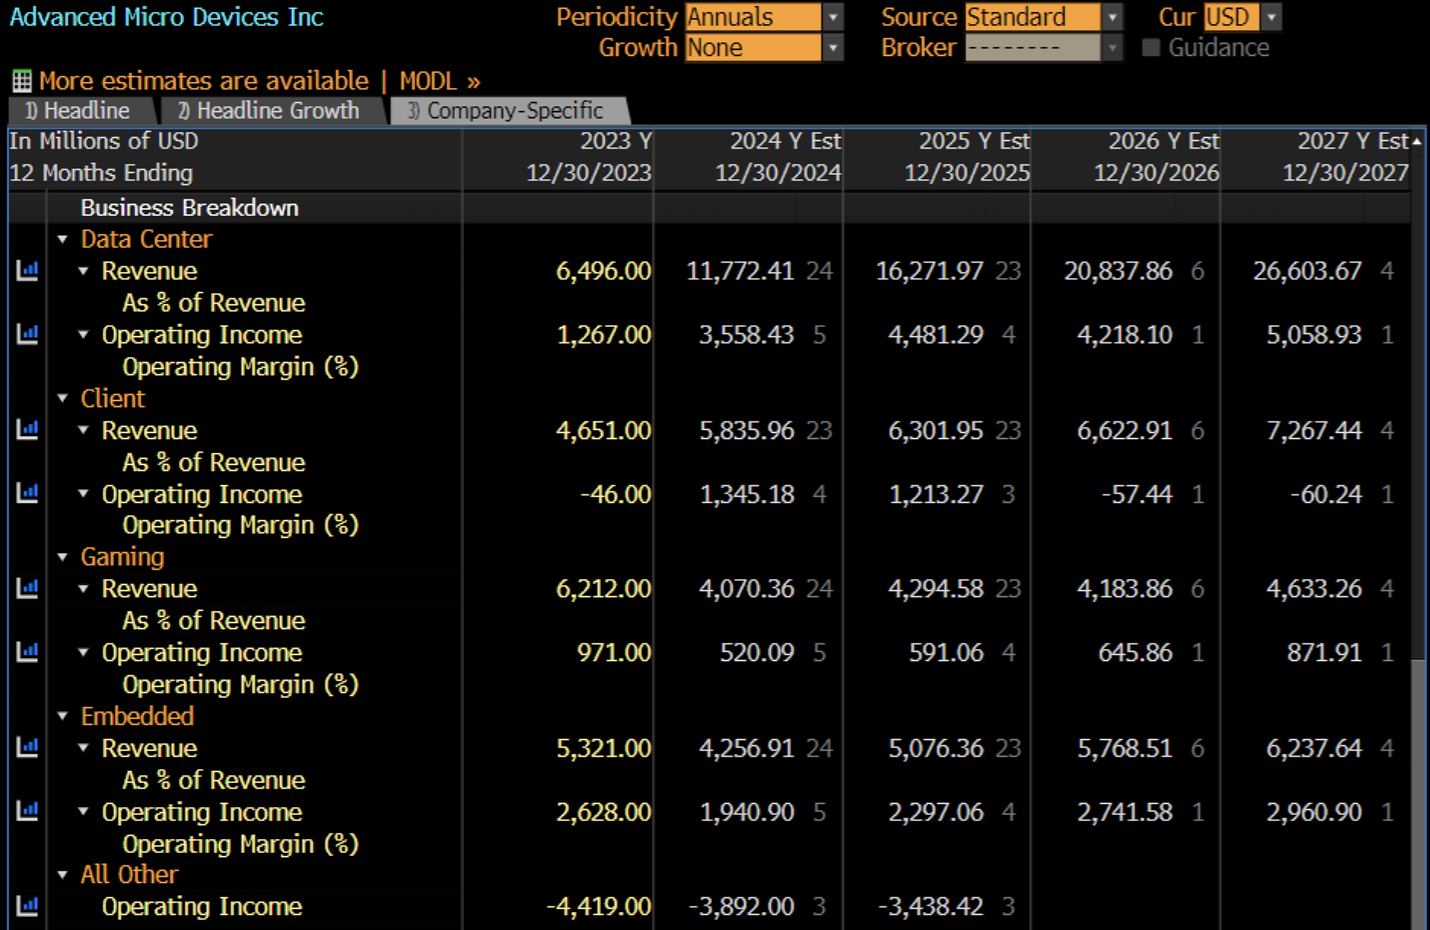 Advanced Micro Devices Inc Periodicity Annuals Source Standard Cur USD
Growth None Broker -------- Guidance
More estimates are available | MODL »
1) Headline 2) Headline Growth 3) Company-Specific
In Millions of USD 2023 Y 2024 Y Est 2025 Y Est 2026 Y Est 2027 Y Est
12 Months Ending 12/30/2023 12/30/2024 12/30/2025 12/30/2026 12/30/2027
Business Breakdown
Data Center
Revenue 6,496.00 11,772.41 24 16,271.97 23 20,837.86 6 26,603.67 4
As % of Revenue
Operating Income 1,267.00 3,558.43 5 4,481.29 4 4,218.10 1 5,058.93 1
Operating Margin (%)
Client
Revenue 4,651.00 5,835.96 23 6,301.95 23 6,622.91 6 7,267.44 4
As % of Revenue
Operating Income -46.00 1,345.18 4 1,213.27 3 -57.44 1 -60.24 1
Operating Margin (%)
Gaming
Revenue 6,212.00 4,070.36 24 4,294.58 23 4,183.86 6 4,633.26 4
As % of Revenue
Operating Income 971.00 520.09 5 591.06 4 645.86 1 871.91 1
Operating Margin (%)
Embedded
Revenue 5,321.00 4,256.91 24 5,076.36 23 5,768.51 6 6,237.64 4
As % of Revenue
Operating Income 2,628.00 1,940.90 5 2,297.06 4 2,741.58 1 2,960.90 1
Operating Margin (%)
All Other
Operating Income -4,419.00 -3,892.00 3 -3,438.42 3